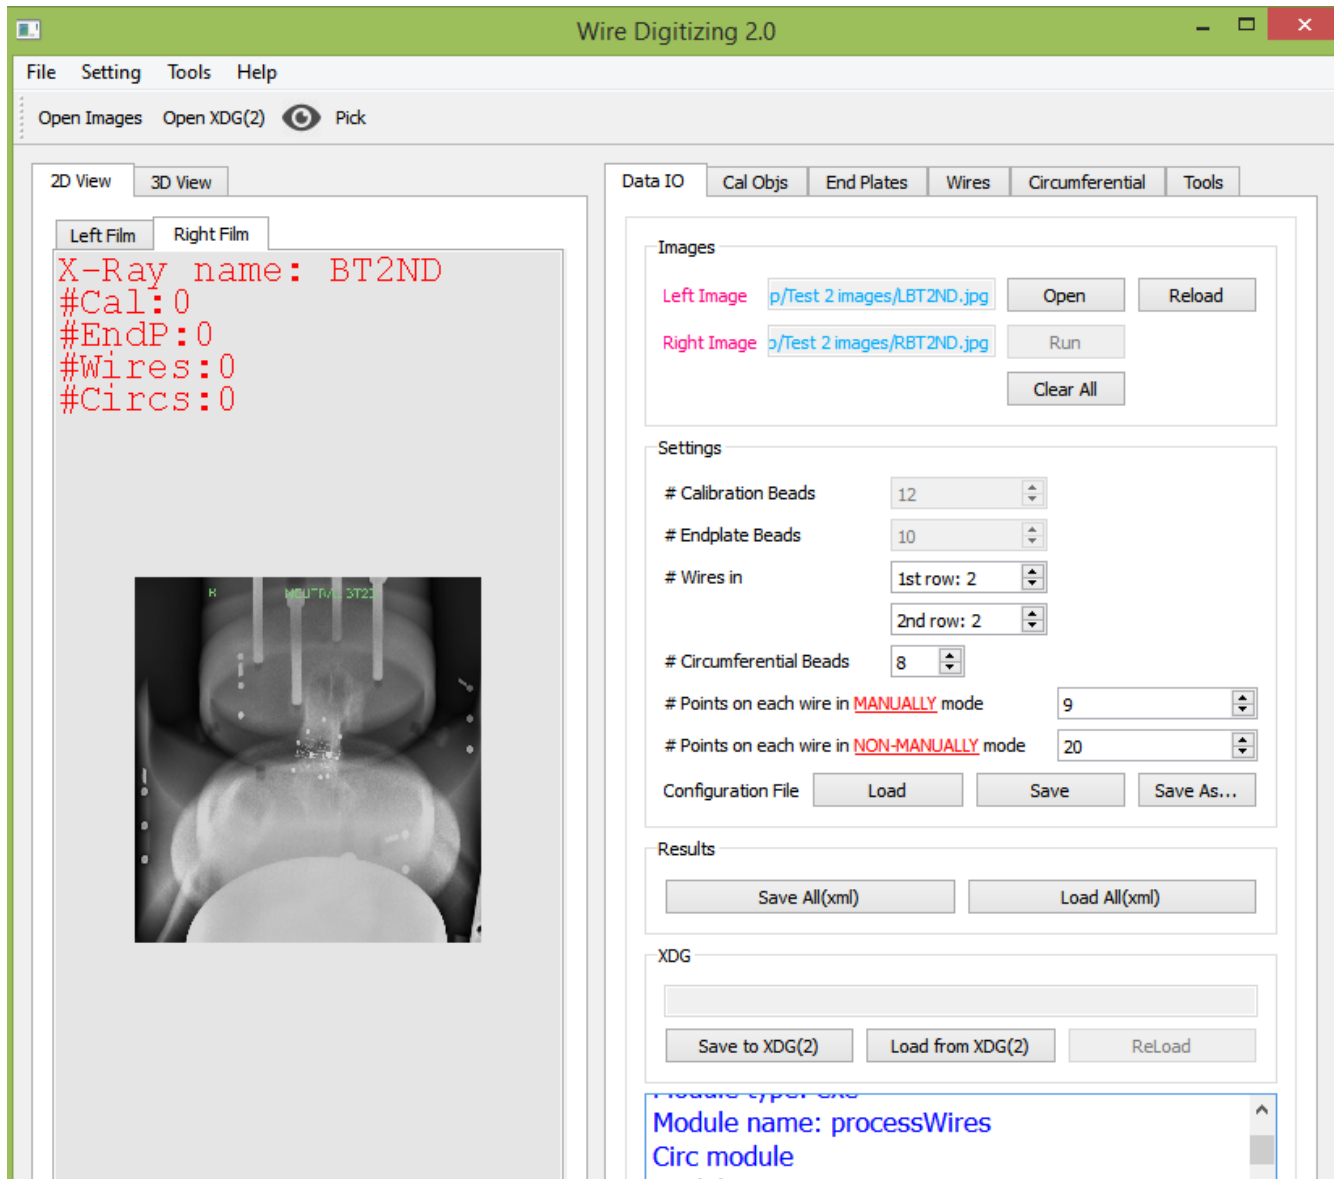 Wire Digitizing 2.0
File Setting Tools Help
Open Images Open XDG(2) Pick
2D View 3D View
Left Film Right Film
X-Ray name: BT2ND
#Cal:0
#EndP:0
#Wires:0
#Circs:0
Data IO Cal Objs End Plates Wires Circumferential Tools
Images
Left Image p/Test 2 images/LBT2ND.jpg Open Reload
Right Image p/Test 2 images/RBT2ND.jpg Run
Clear All
Settings
# Calibration Beads 12
# Endplate Beads 10
# Wires in 1st row: 2
2nd row: 2
# Circumferential Beads 8
# Points on each wire in MANUALLY mode 9
# Points on each wire in NON-MANUALLY mode 20
Configuration File Load Save Save As...
Results
Save All(xml) Load All(xml)
XDG
Save to XDG(2) Load from XDG(2) ReLoad
Module type: exe
Module name: processWires
Circ module